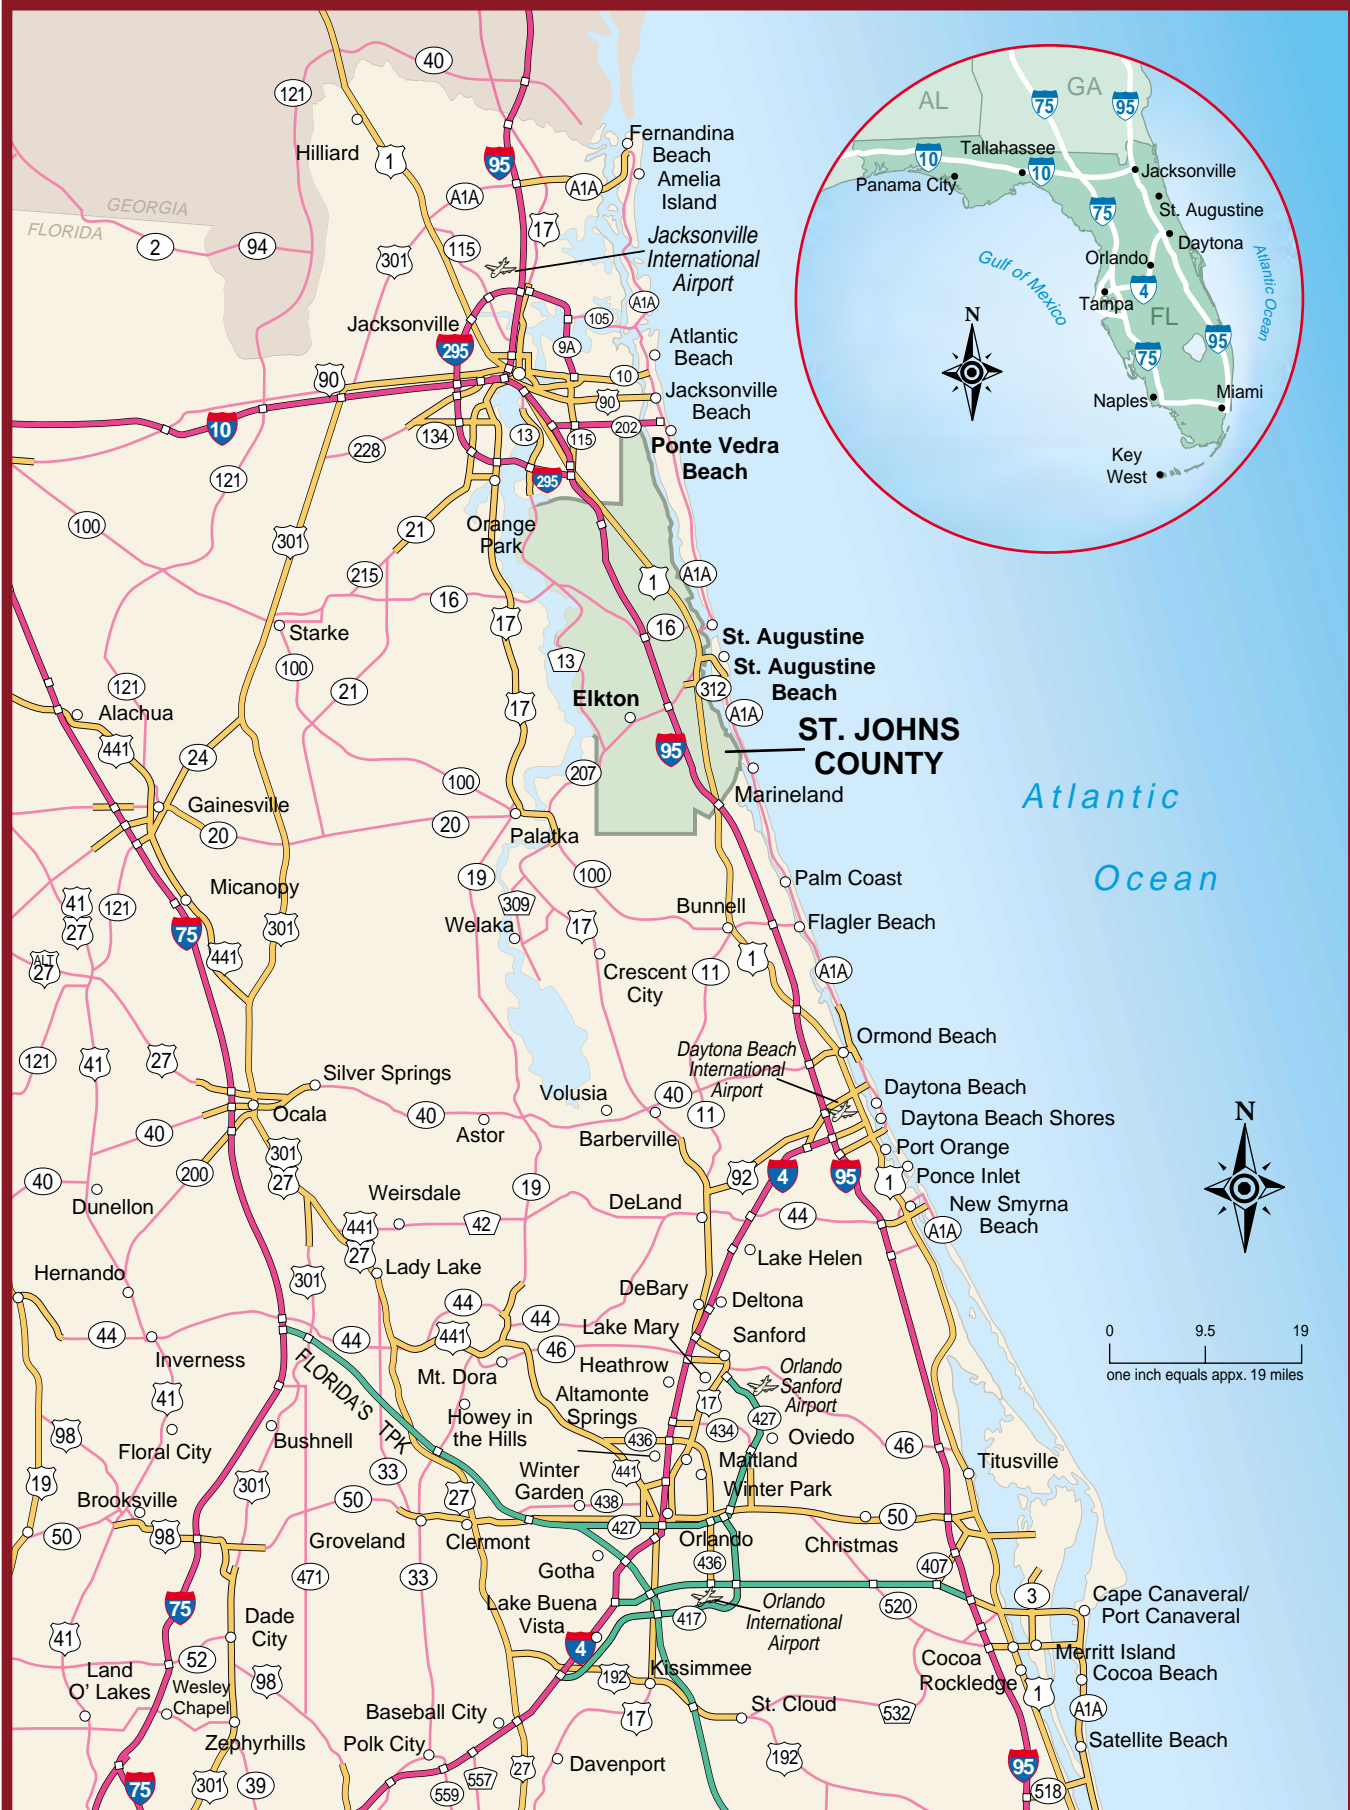 40
121
Hilliard
1
95
Fernandina
Beach
Amelia
Island
A1A
A1A
GEORGIA
FLORIDA
2
94
301
115
17
Jacksonville
International
Airport
A1A
105
Jacksonville
295
9A
Atlantic
Beach
90
10
Jacksonville
Beach
90
10
134
13
115
202
Ponte Vedra
Beach
228
121
295
100
301
21
Orange
Park
215
16
1
A1A
17
16
Starke
St. Augustine
100
13
St. Augustine
Beach
121
21
312
Elkton
17
A1A
Alachua
441
ST. JOHNS
COUNTY
95
24
100
207
Gainesville
Marineland
20
20
Palatka
Atlantic
Ocean
19
100
Palm Coast
Micanopy
41
27
121
309
Bunnell
Welaka
17
Flagler Beach
75
301
441
1
ALT
27
Crescent
City
11
A1A
Ormond Beach
121
41
27
Daytona Beach
International
Airport
Silver Springs
Volusia
40
Daytona Beach
Ocala
40
11
Daytona Beach Shores
40
Astor
Barberville
Port Orange
301
27
200
92
4
95
1
Ponce Inlet
40
Dunellon
Weirsdale
19
DeLand
44
New Smyrna
Beach
441
27
42
A1A
Hernando
301
Lady Lake
Lake Helen
DeBary
Deltona
44
44
44
441
44
Lake Mary
Sanford
46
Inverness
FLORIDA'S TPK
Mt. Dora
Heathrow
Orlando
Sanford
Airport
41
Altamonte
Springs
17
98
Howey in
the Hills
434
427
Floral City
Bushnell
436
Oviedo
46
33
441
Maitland
Titusville
19
301
27
Winter
Garden
Winter Park
Brooksville
50
438
50
98
50
427
Groveland
Clermont
Orlando
Christmas
436
407
Gotha
471
33
75
Lake Buena
Vista
417
Orlando
International
Airport
520
3
Cape Canaveral/
Port Canaveral
Dade
City
41
4
Merritt Island
Cocoa
Rockledge
Cocoa Beach
52
Land
O' Lakes
Wesley
Chapel
98
192
Kissimmee
1
A1A
St. Cloud
532
Baseball City
17
Zephyrhills
Polk City
Satellite Beach
Davenport
192
75
301
39
559
557
27
95
518
AL
GA
75
95
10
Tallahassee
10
Jacksonville
Panama City
75
St. Augustine
Daytona
Orlando
4
Gulf of Mexico
Atlantic Ocean
Tampa
FL
95
75
Naples
Miami
Key
West
N
N
0 9.5 19
one inch equals appx. 19 miles